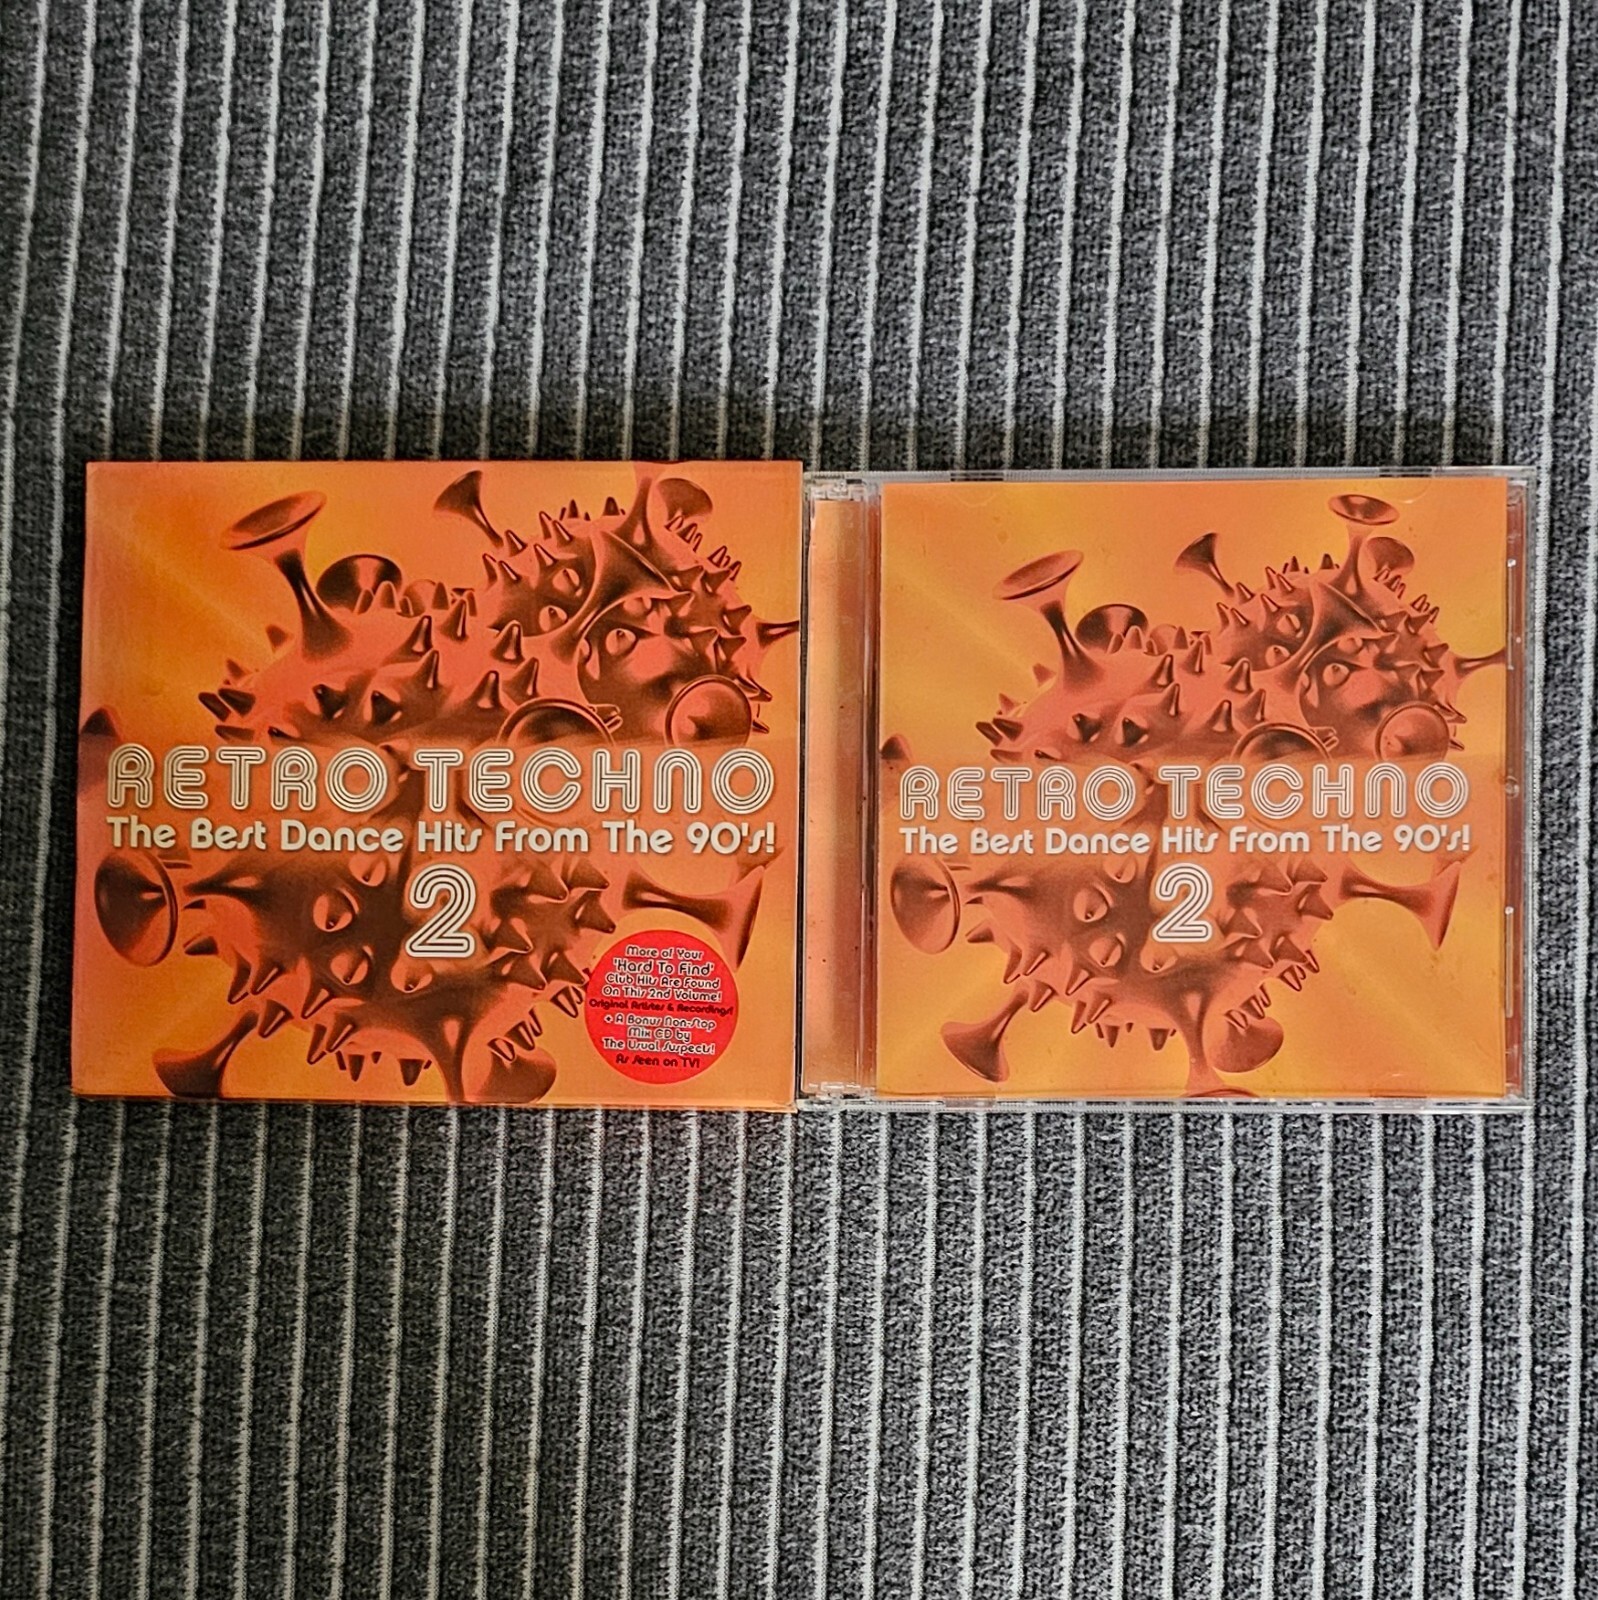 RETRO TECHNO
The Best Dance Hits From The 90's!
2
More of Your
'Hard To Find'
Club Hits Are Found
On This 2nd Volume!
Original Artistes & Recordings!
+ A Bonus Non-Stop
Mix CD by
The Usual Suspects!
As Seen on TV!
RETRO TECHNO
The Best Dance Hits From The 90's!
2